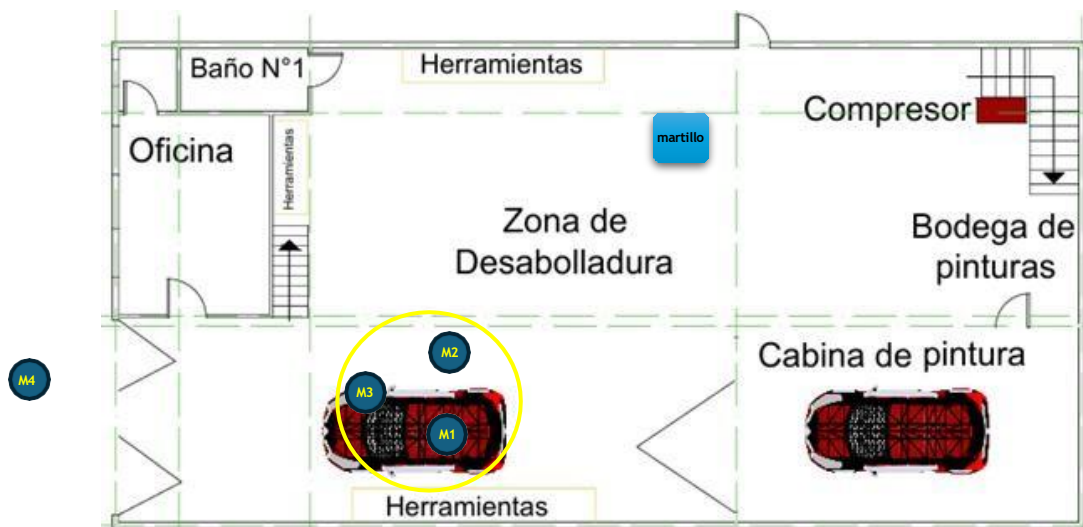 Baño N°1
Herramientas
Compresor
martillo
Oficina
Herramientas
Zona de
Desabolladura
Bodega de
pinturas
M2
Cabina de pintura
M4
M3
M1
Herramientas